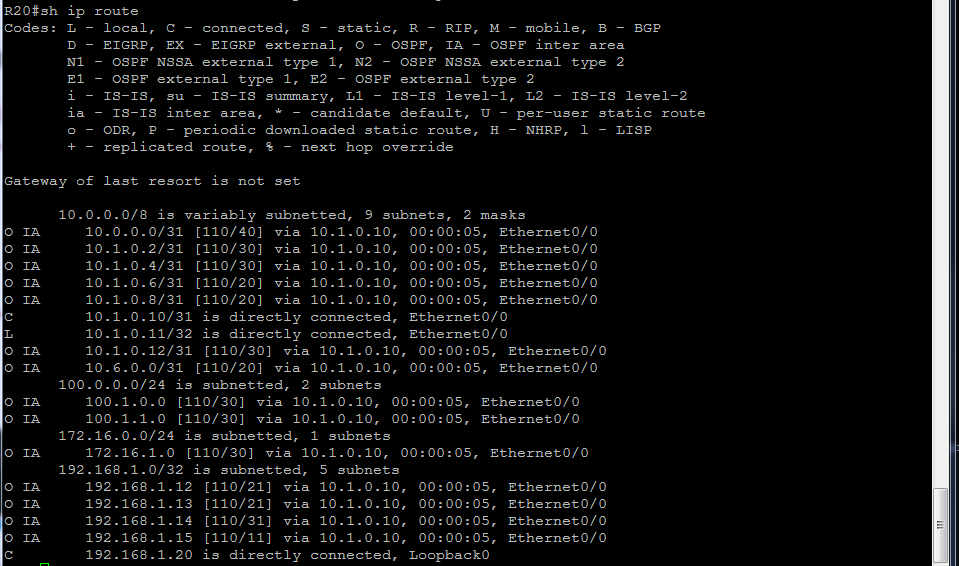 R20#sh ip route
Codes: L - local, C - connected, S - static, R - RIP, M - mobile, B - BGP
       D - EIGRP, EX - EIGRP external, O - OSPF, IA - OSPF inter area
       N1 - OSPF NSSA external type 1, N2 - OSPF NSSA external type 2
       E1 - OSPF external type 1, E2 - OSPF external type 2
       i - IS-IS, su - IS-IS summary, L1 - IS-IS level-1, L2 - IS-IS level-2
       ia - IS-IS inter area, * - candidate default, U - per-user static route
       o - ODR, P - periodic downloaded static route, H - NHRP, l - LISP
       + - replicated route, % - next hop override

Gateway of last resort is not set

      10.0.0.0/8 is variably subnetted, 9 subnets, 2 masks
O IA     10.0.0.0/31 [110/40] via 10.1.0.10, 00:00:05, Ethernet0/0
O IA     10.1.0.2/31 [110/30] via 10.1.0.10, 00:00:05, Ethernet0/0
O IA     10.1.0.4/31 [110/30] via 10.1.0.10, 00:00:05, Ethernet0/0
O IA     10.1.0.6/31 [110/20] via 10.1.0.10, 00:00:05, Ethernet0/0
O IA     10.1.0.8/31 [110/20] via 10.1.0.10, 00:00:05, Ethernet0/0
C        10.1.0.10/31 is directly connected, Ethernet0/0
L        10.1.0.11/32 is directly connected, Ethernet0/0
O IA     10.1.0.12/31 [110/30] via 10.1.0.10, 00:00:05, Ethernet0/0
O IA     10.6.0.0/31 [110/20] via 10.1.0.10, 00:00:05, Ethernet0/0
      100.0.0.0/24 is subnetted, 2 subnets
O IA     100.1.0.0 [110/30] via 10.1.0.10, 00:00:05, Ethernet0/0
O IA     100.1.1.0 [110/30] via 10.1.0.10, 00:00:05, Ethernet0/0
      172.16.0.0/24 is subnetted, 1 subnets
O IA     172.16.1.0 [110/30] via 10.1.0.10, 00:00:05, Ethernet0/0
      192.168.1.0/32 is subnetted, 5 subnets
O IA     192.168.1.12 [110/21] via 10.1.0.10, 00:00:05, Ethernet0/0
O IA     192.168.1.13 [110/21] via 10.1.0.10, 00:00:05, Ethernet0/0
O IA     192.168.1.14 [110/31] via 10.1.0.10, 00:00:05, Ethernet0/0
O IA     192.168.1.15 [110/11] via 10.1.0.10, 00:00:05, Ethernet0/0
C        192.168.1.20 is directly connected, Loopback0